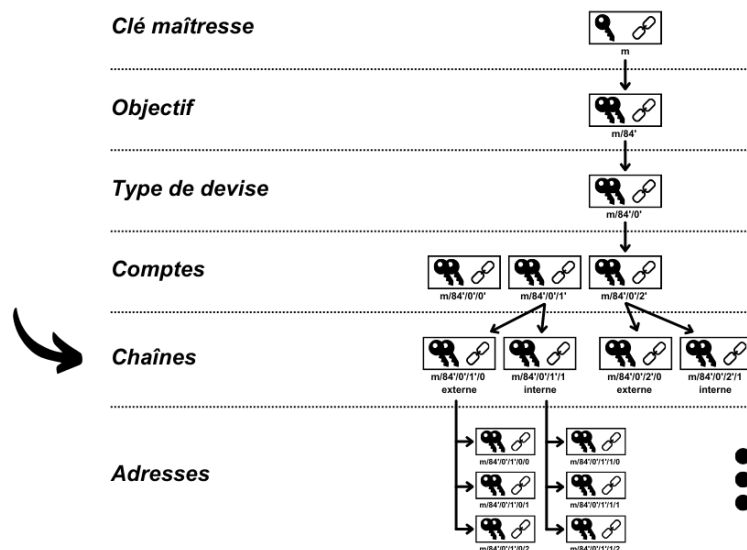 Clé maîtresse
m
Objectif
m/84'
Type de devise
m/84'/0'
Comptes
m/84'/0'/0'
m/84'/0'/1'
m/84'/0'/2'
Chaînes
m/84'/0'/1'/0
externe
m/84'/0'/1'/1
interne
m/84'/0'/2'/0
externe
m/84'/0'/2'/1
interne
Adresses
m/84'/0'/1'/0/0
m/84'/0'/1'/1/0
m/84'/0'/1'/0/1
m/84'/0'/1'/1/1
m/84'/0'/1'/0/2
m/84'/0'/1'/1/2